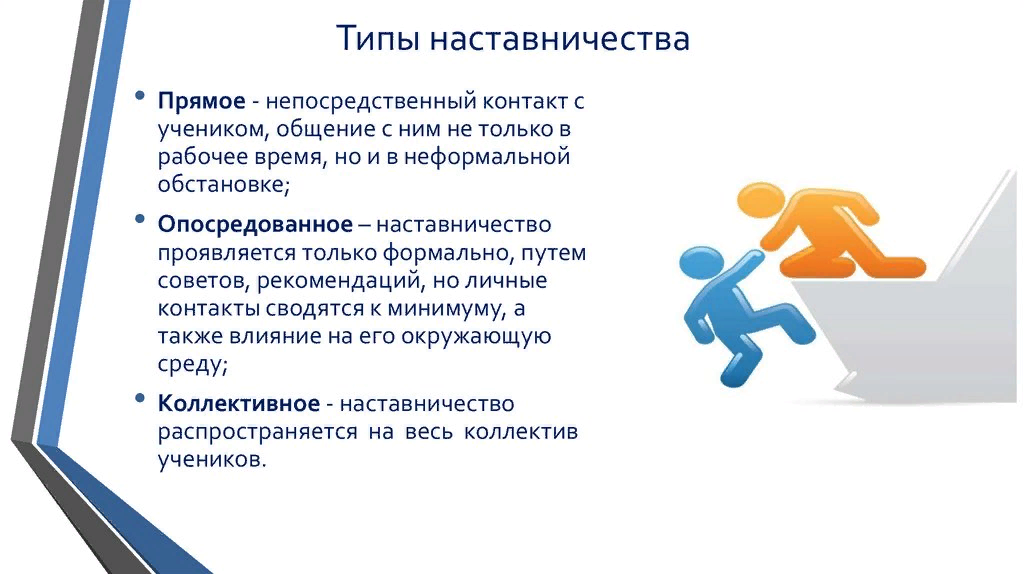 Типы наставничества
• Прямое - непосредственный контакт с
учеником, общение с ним не только в
рабочее время, но и в неформальной
обстановке;
• Опосредованное – наставничество
проявляется только формально, путем
советов, рекомендаций, но личные
контакты сводятся к минимуму, а
также влияние на его окружающую
среду;
• Коллективное - наставничество
распространяется на весь коллектив
учеников.